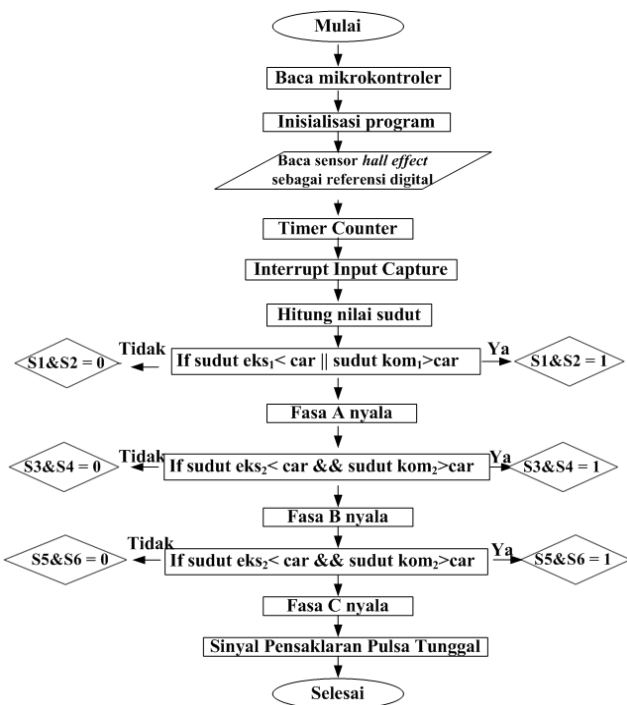 Mulai
Baca mikrokontroler
Inisialisasi program
Baca sensor hall effect
sebagai referensi digital
Timer Counter
Interrupt Input Capture
Hitung nilai sudut
S1&S2 = 0
Tidak
If sudut eks₁< car || sudut kom₁>car
Ya
S1&S2 = 1
Fasa A nyala
S3&S4 = 0
Tidak
If sudut eks₂< car && sudut kom₂>car
Ya
S3&S4 = 1
Fasa B nyala
S5&S6 = 0
Tidak
If sudut eks₂< car && sudut kom₂>car
Ya
S5&S6 = 1
Fasa C nyala
Sinyal Pensaklaran Pulsa Tunggal
Selesai